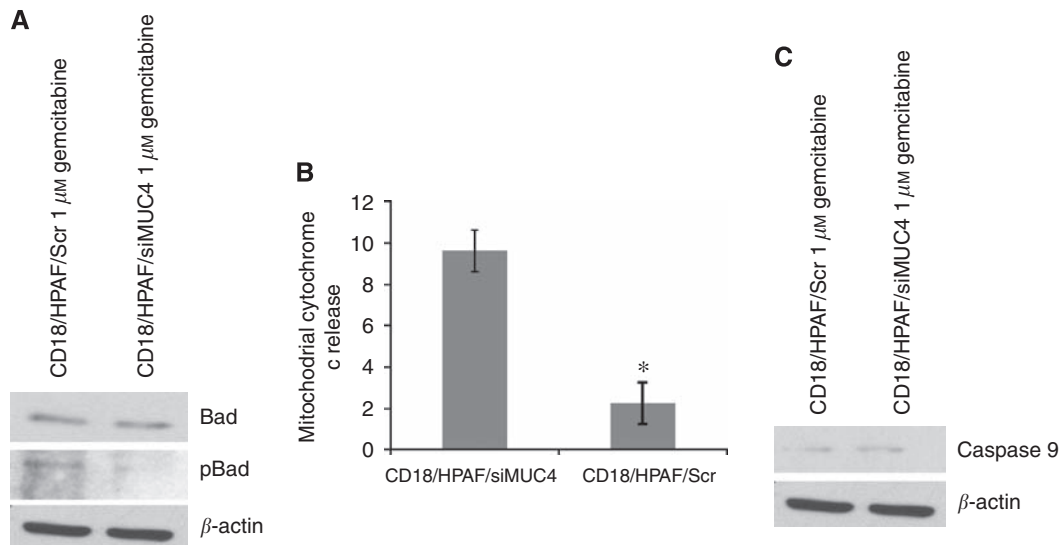 A
CD18/HPAF/Scr 1 μM gemcitabine
CD18/HPAF/siMUC4 1 μM gemcitabine
Bad
pBad
β-actin
B
Mitochodrial cytochrome
c release
12
10
8
6
4
2
0
*
CD18/HPAF/siMUC4
CD18/HPAF/Scr
C
CD18/HPAF/Scr 1 μM gemcitabine
CD18/HPAF/siMUC4 1 μM gemcitabine
Caspase 9
β-actin